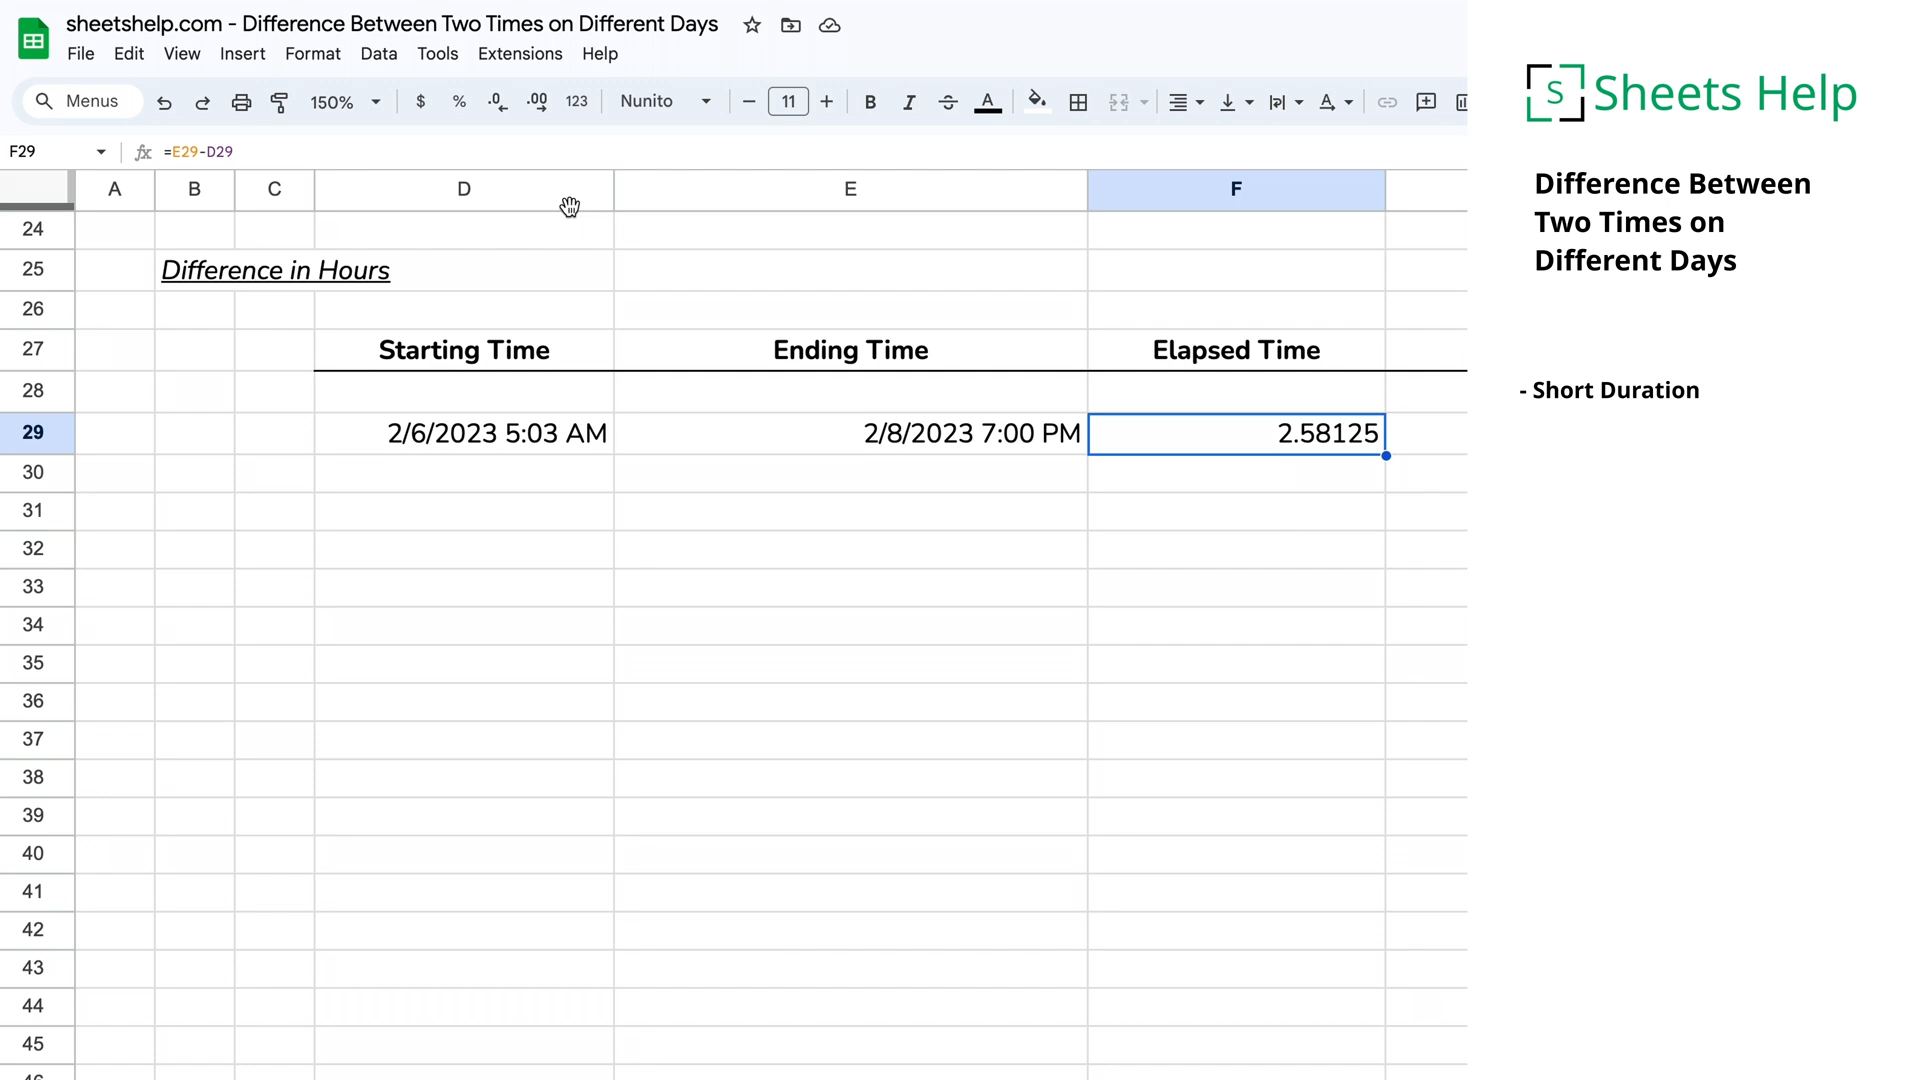 sheetshelp.com - Difference Between Two Times on Different Days
File Edit View Insert Format Data Tools Extensions Help
Menus 150% $ % .0 .00 123 Nunito 11 B I S A
F29 fx =E29-D29
A B C D E F
24
25 Difference in Hours
26
27 Starting Time Ending Time Elapsed Time
28
29 2/6/2023 5:03 AM 2/8/2023 7:00 PM 2.58125
30
31
32
33
34
35
36
37
38
39
40
41
42
43
44
45
S Sheets Help
Difference Between
Two Times on
Different Days
- Short Duration